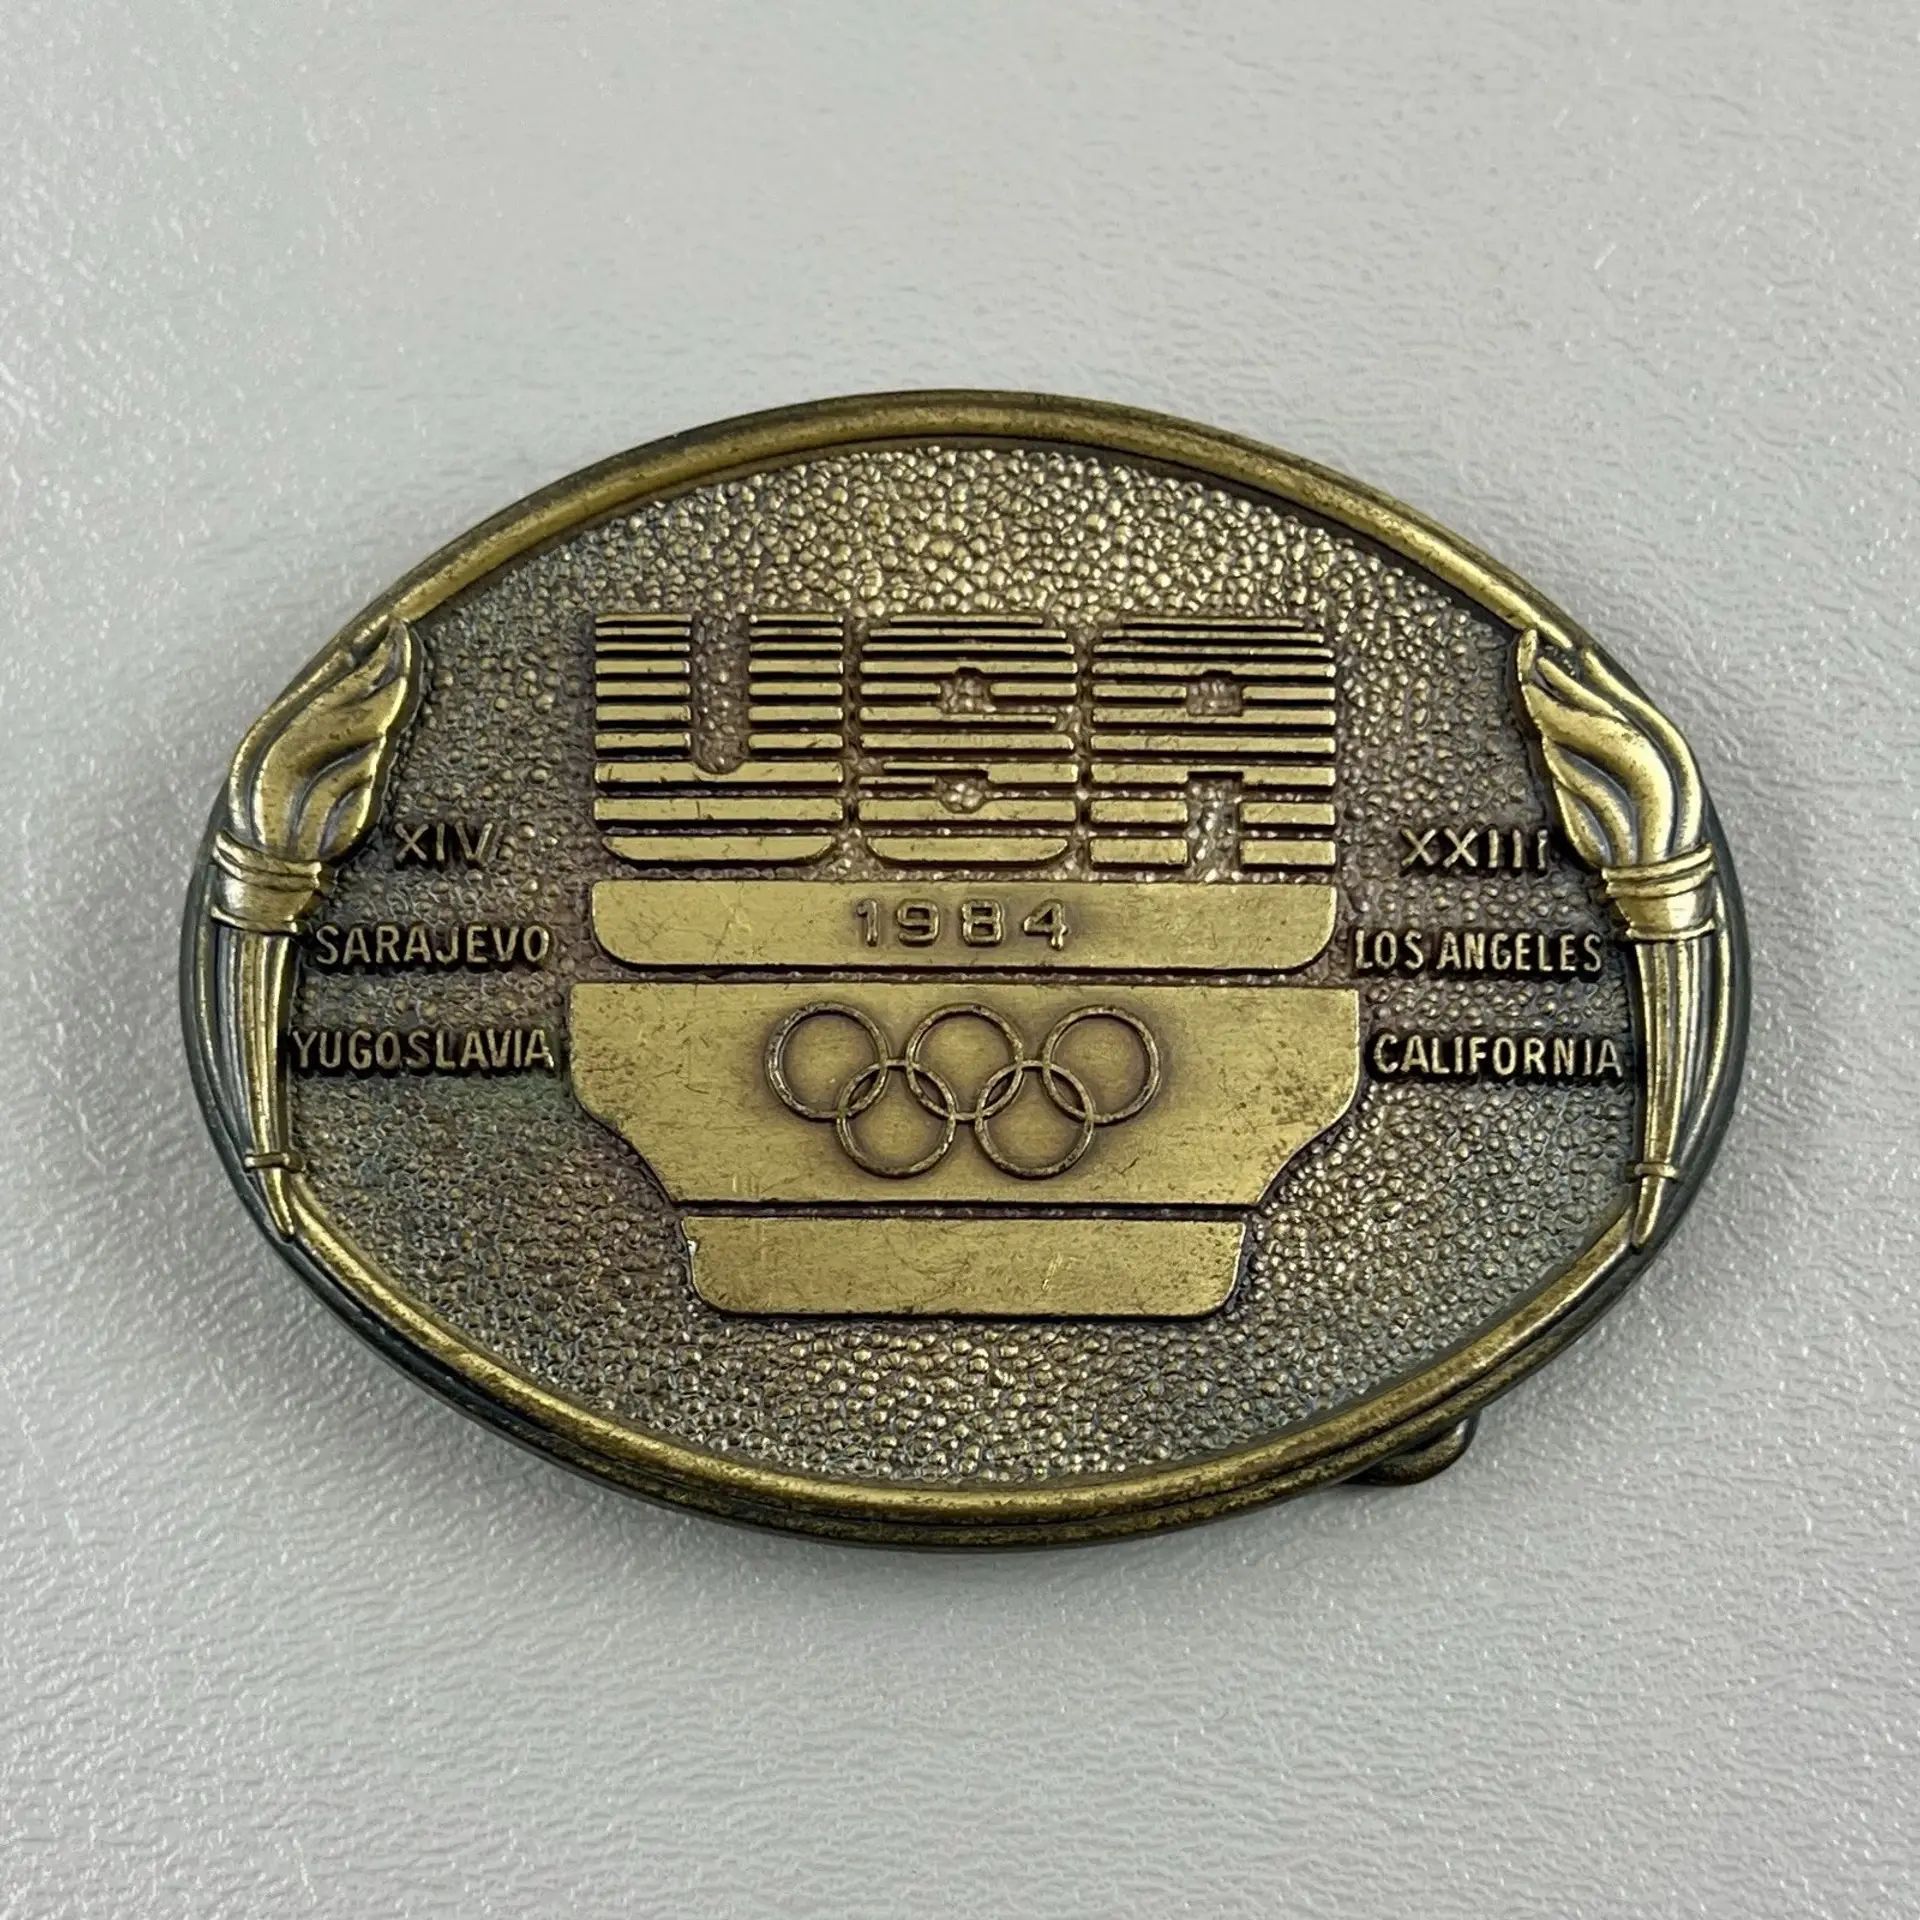 USA
1984
XIV
SARAJEVO
YUGOSLAVIA
XXIII
LOS ANGELES
CALIFORNIA